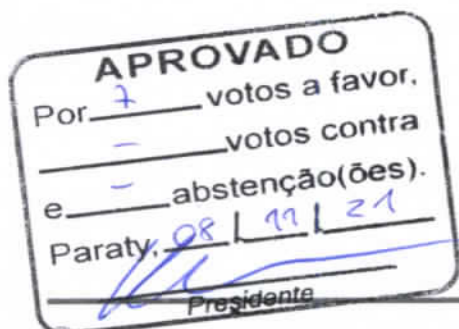 APROVADO
Por 7 votos a favor,
- votos contra
e - abstenção(ões).
Paraty, 08 / 11 / 21
Presidente